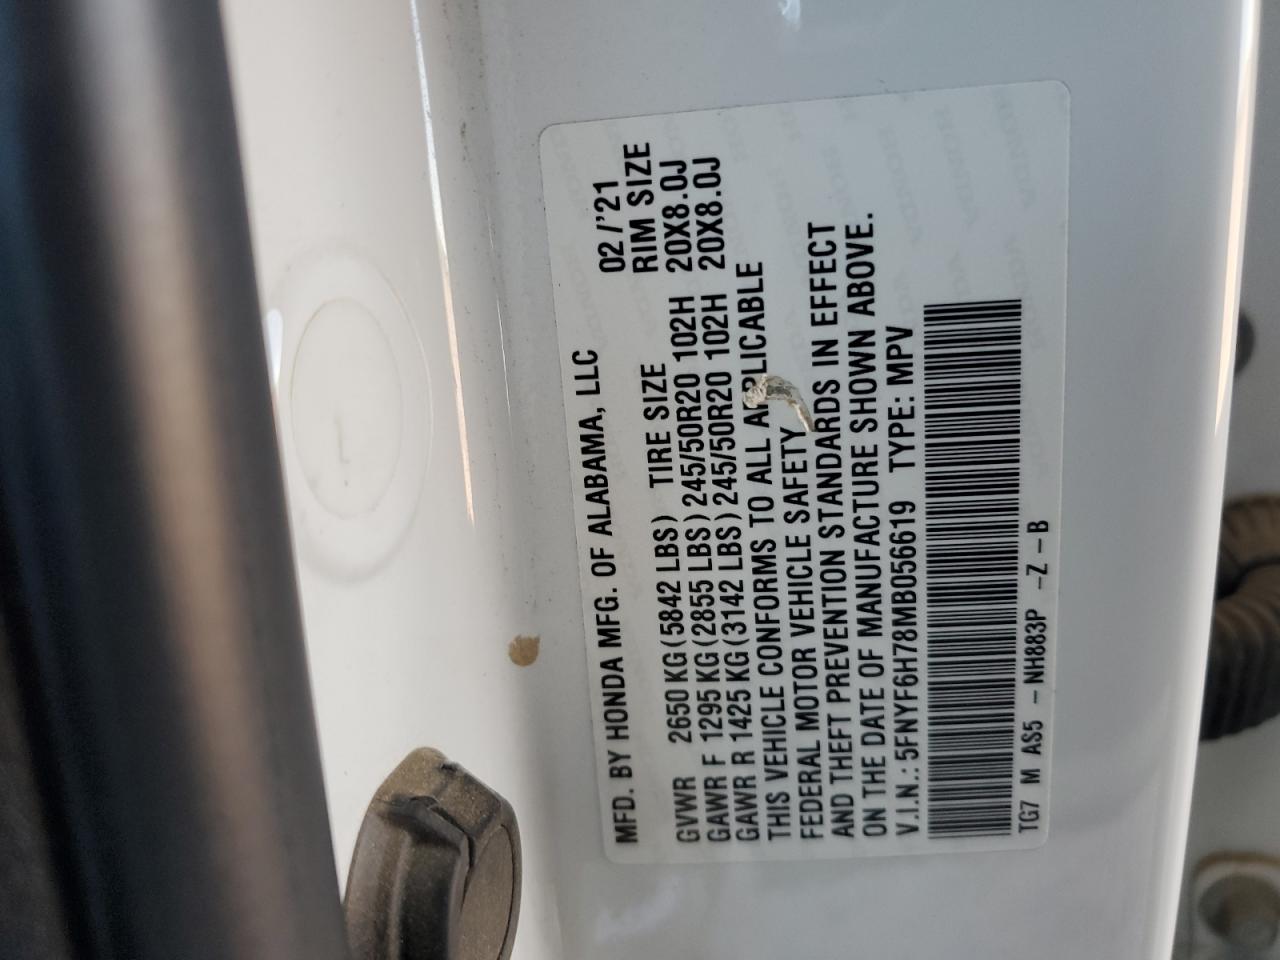 MFD. BY HONDA MFG. OF ALABAMA, LLC 02/'21
GVWR 2650 KG (5842 LBS) TIRE SIZE RIM SIZE
GAWR F 1295 KG (2855 LBS) 245/50R20 102H 20X8.0J
GAWR R 1425 KG (3142 LBS) 245/50R20 102H 20X8.0J
THIS VEHICLE CONFORMS TO ALL APPLICABLE
FEDERAL MOTOR VEHICLE SAFETY
AND THEFT PREVENTION STANDARDS IN EFFECT
ON THE DATE OF MANUFACTURE SHOWN ABOVE.
V.I.N.: 5FNYF6H78MB056619 TYPE: MPV
TG7 M AS5 -NH883P -Z-B